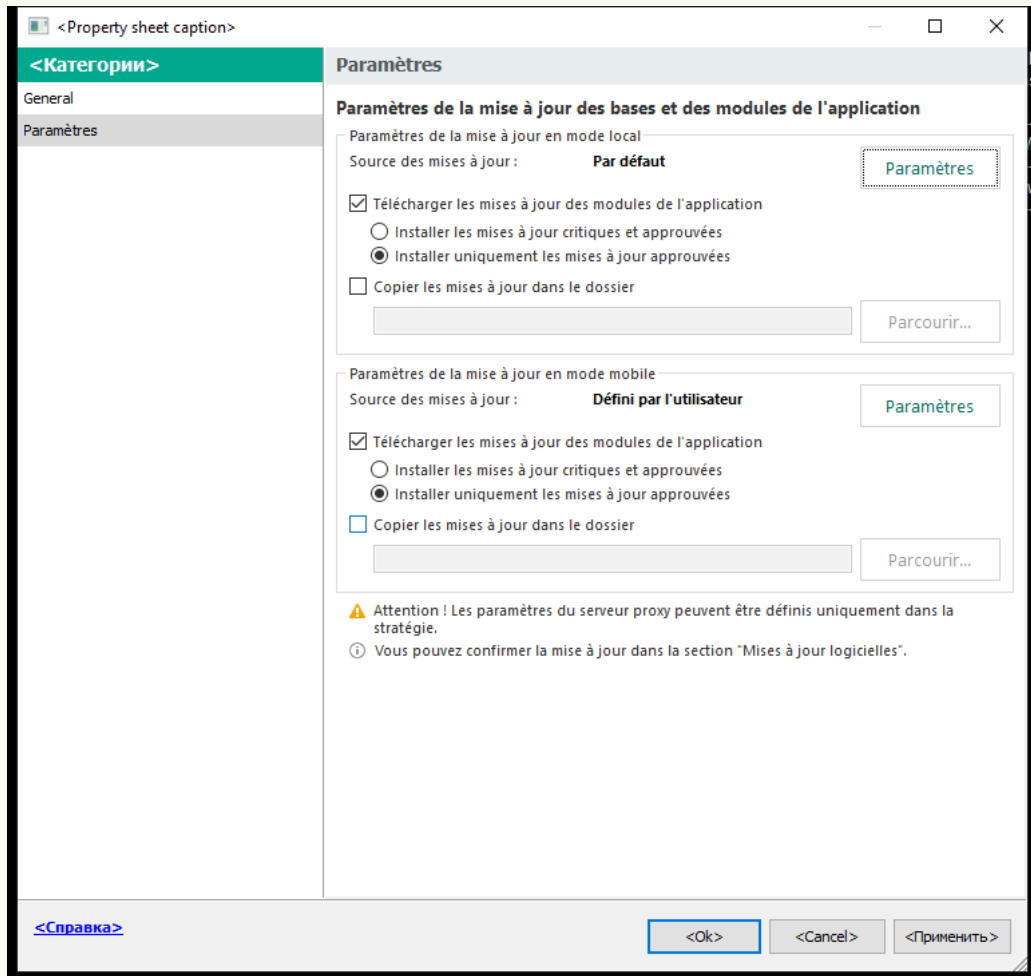 <Property sheet caption>
<Категории>
General
Paramètres
Paramètres
Paramètres de la mise à jour des bases et des modules de l'application
Paramètres de la mise à jour en mode local
Source des mises à jour :
Par défaut
Paramètres
Télécharger les mises à jour des modules de l'application
Installer les mises à jour critiques et approuvées
Installer uniquement les mises à jour approuvées
Copier les mises à jour dans le dossier
Parcourir...
Paramètres de la mise à jour en mode mobile
Source des mises à jour :
Défini par l'utilisateur
Paramètres
Télécharger les mises à jour des modules de l'application
Installer les mises à jour critiques et approuvées
Installer uniquement les mises à jour approuvées
Copier les mises à jour dans le dossier
Parcourir...
Attention ! Les paramètres du serveur proxy peuvent être définis uniquement dans la
stratégie.
Vous pouvez confirmer la mise à jour dans la section "Mises à jour logicielles".
<Справка>
<Ok>
<Cancel>
<Применить>